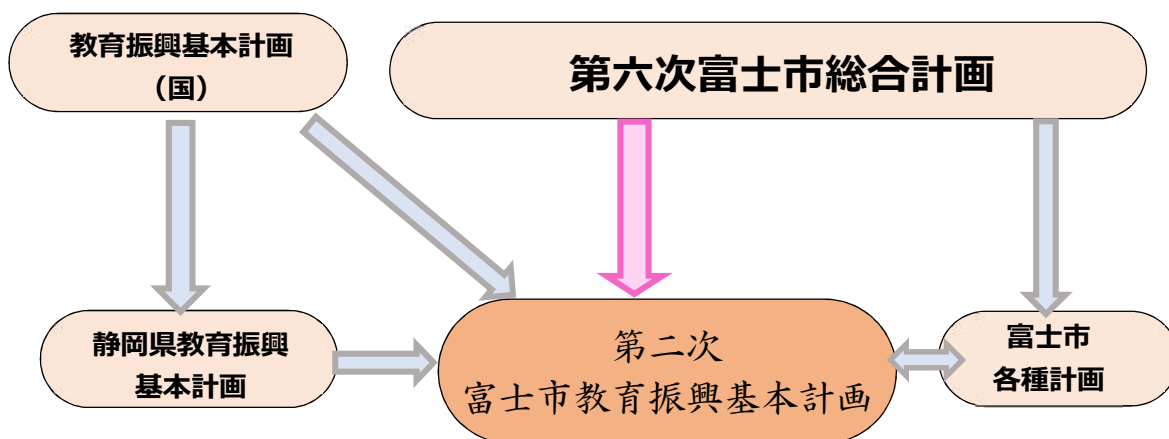 教育振興基本計画
（国）
第六次富士市総合計画
静岡県教育振興
基本計画
第二次
富士市教育振興基本計画
富士市
各種計画